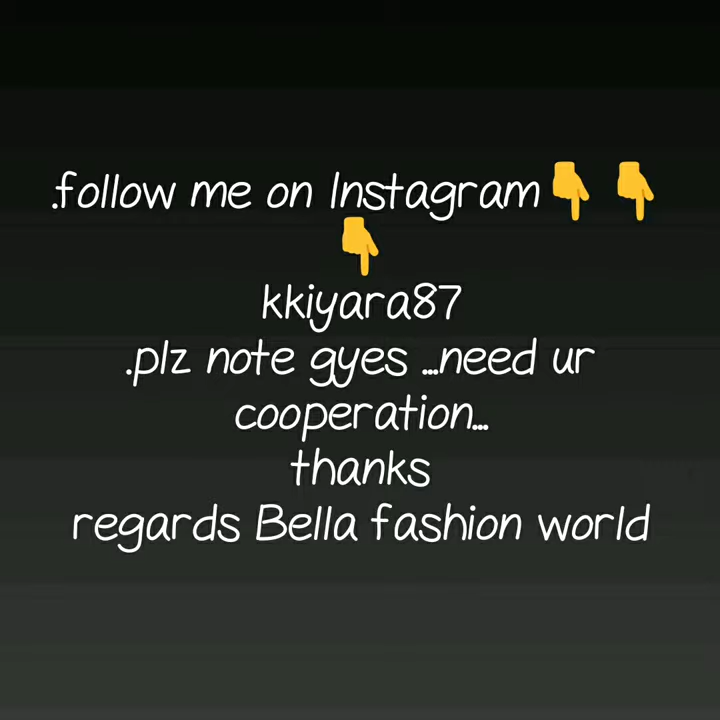 .follow me on Instagram👇 👇
👇
kkiyara87
.plz note gyes ...need ur
cooperation...
thanks
regards Bella fashion world